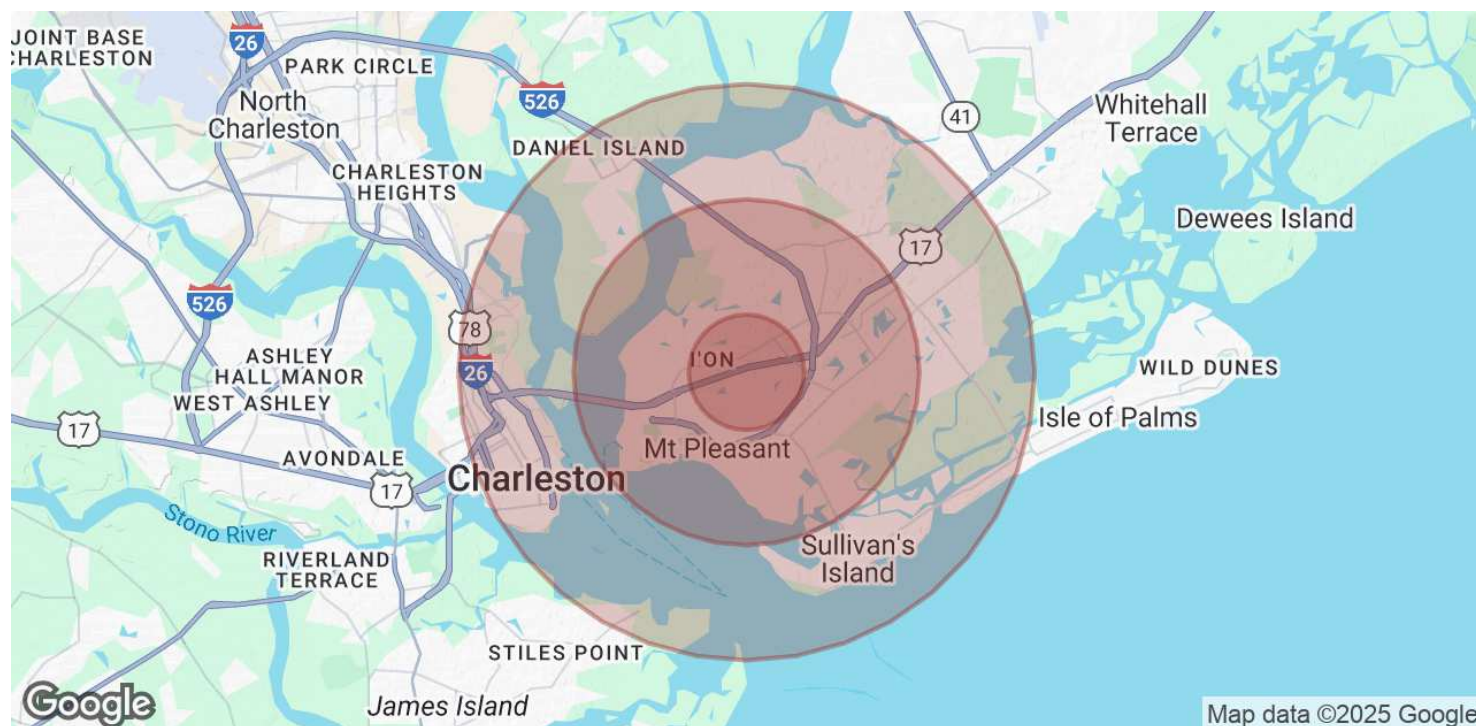 JOINT BASE
CHARLESTON
26
PARK CIRCLE
North
Charleston
526
41
Whitehall
Terrace
DANIEL ISLAND
CHARLESTON
HEIGHTS
Dewees Island
17
526
78
I'ON
26
ASHLEY
HALL MANOR
WEST ASHLEY
WILD DUNES
Isle of Palms
17
AVONDALE
Mt Pleasant
Charleston
17
Stono River
RIVERLAND
TERRACE
Sullivan's
Island
STILES POINT
James Island
Google
Map data ©2025 Google